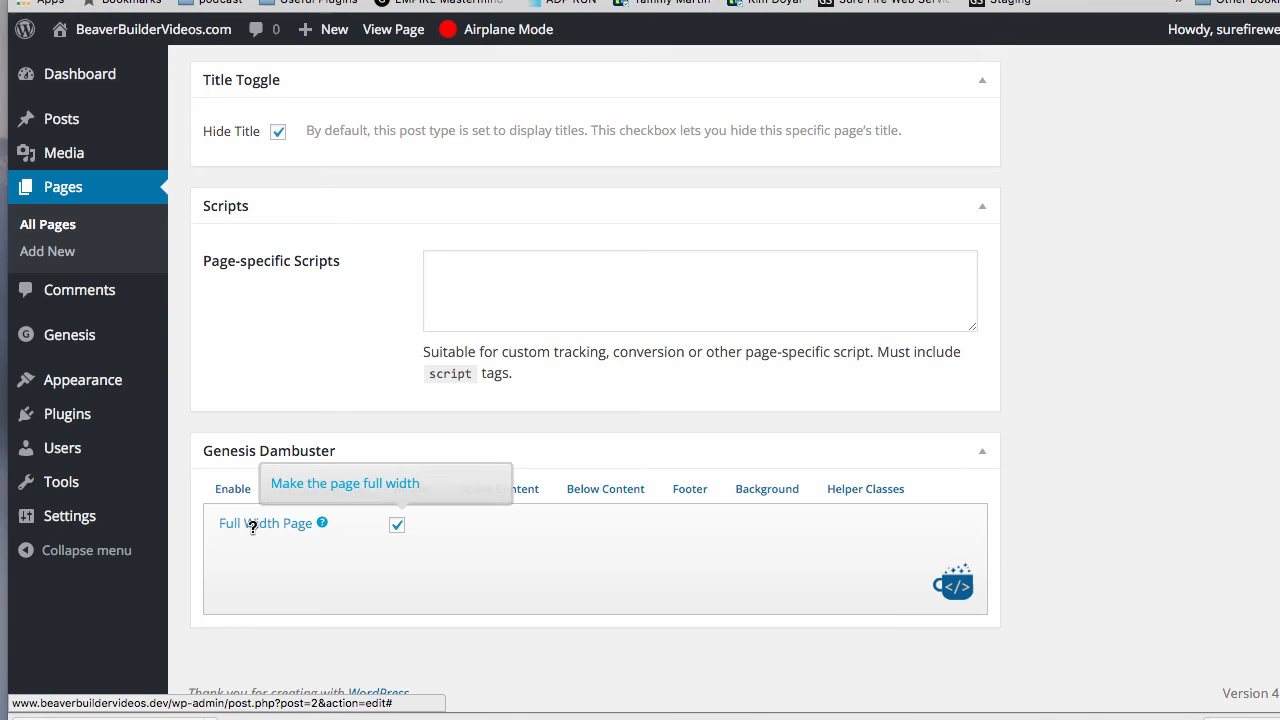 Apps
Bookmarks
podcast
Useful Plugins
EMPIRE Mastermind
Tammy Martin
Kim Doyal
Sure Fire Web Servic
Staging
Other Book
BeaverBuilderVideos.com
0
New
View Page
Airplane Mode
Howdy, surefirewe
Dashboard
Posts
Media
Pages
All Pages
Add New
Comments
Genesis
Appearance
Plugins
Users
Tools
Settings
Collapse menu
Title Toggle
Hide Title
By default, this post type is set to display titles. This checkbox lets you hide this specific page's title.
Scripts
Page-specific Scripts
Suitable for custom tracking, conversion or other page-specific script. Must include
script tags.
Genesis Dambuster
Make the page full width
Enable
Content
Below Content
Footer
Background
Helper Classes
Full Width Page ?
</>
Thank you for creating with WordPress
Version 4
www.beaverbuildervideos.dev/wp-admin/post.php?post=2&action=edit#